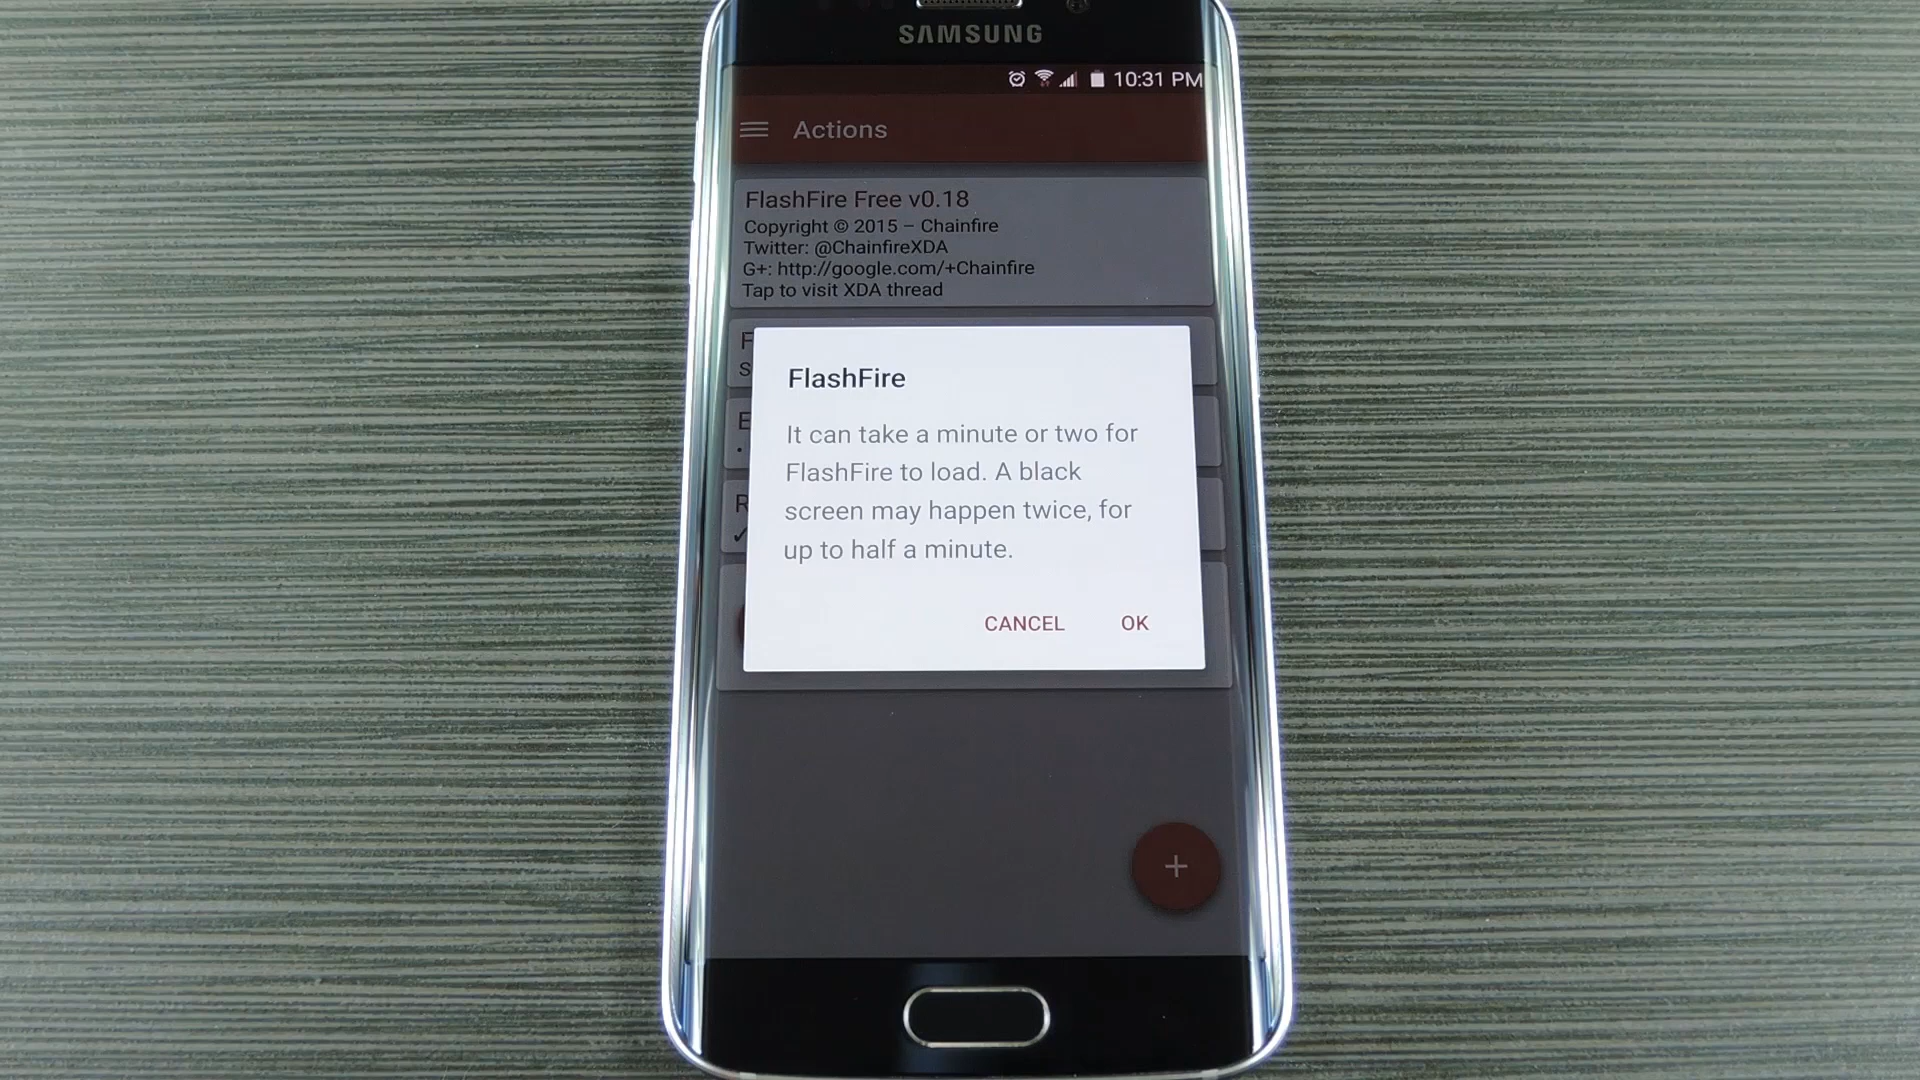 SAMSUNG
10:31 PM
Actions
FlashFire Free v0.18
Copyright © 2015 – Chainfire
Twitter: @ChainfireXDA
G+: http://google.com/+Chainfire
Tap to visit XDA thread
FlashFire
It can take a minute or two for
FlashFire to load. A black
screen may happen twice, for
up to half a minute.
CANCEL OK